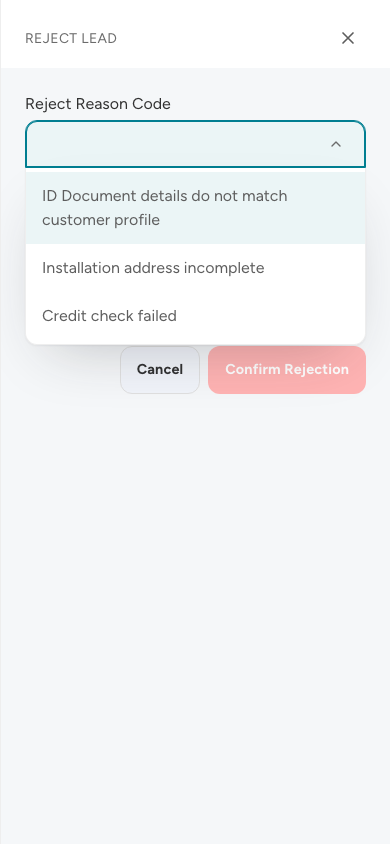 REJECT LEAD
Reject Reason Code
ID Document details do not match
customer profile
Installation address incomplete
Credit check failed
Cancel
Confirm Rejection